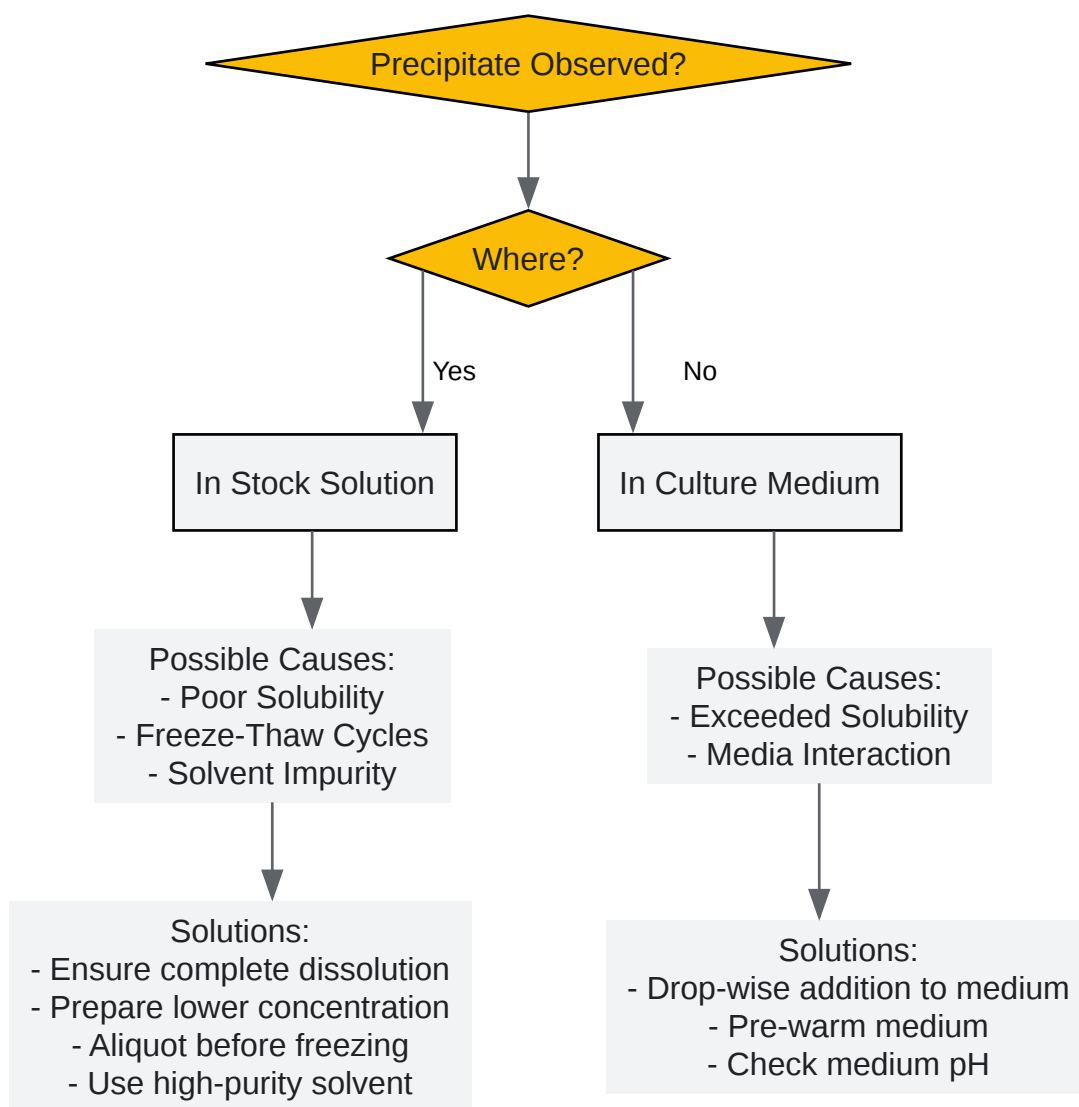 Precipitate Observed?
Where?
Yes
No
In Stock Solution
In Culture Medium
Possible Causes:
- Poor Solubility
- Freeze-Thaw Cycles
- Solvent Impurity
Possible Causes:
- Exceeded Solubility
- Media Interaction
Solutions:
- Ensure complete dissolution
- Prepare lower concentration
- Aliquot before freezing
- Use high-purity solvent
Solutions:
- Drop-wise addition to medium
- Pre-warm medium
- Check medium pH